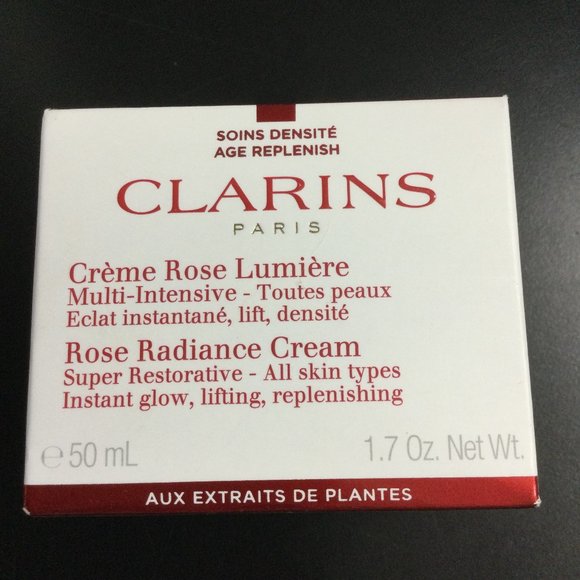 SOINS DENSITÉ
AGE REPLENISH
CLARINS
PARIS
Crème Rose Lumière
Multi-Intensive - Toutes peaux
Eclat instantané, lift, densité
Rose Radiance Cream
Super Restorative - All skin types
Instant glow, lifting, replenishing
℮ 50 mL 1.7 Oz. Net Wt.
AUX EXTRAITS DE PLANTES